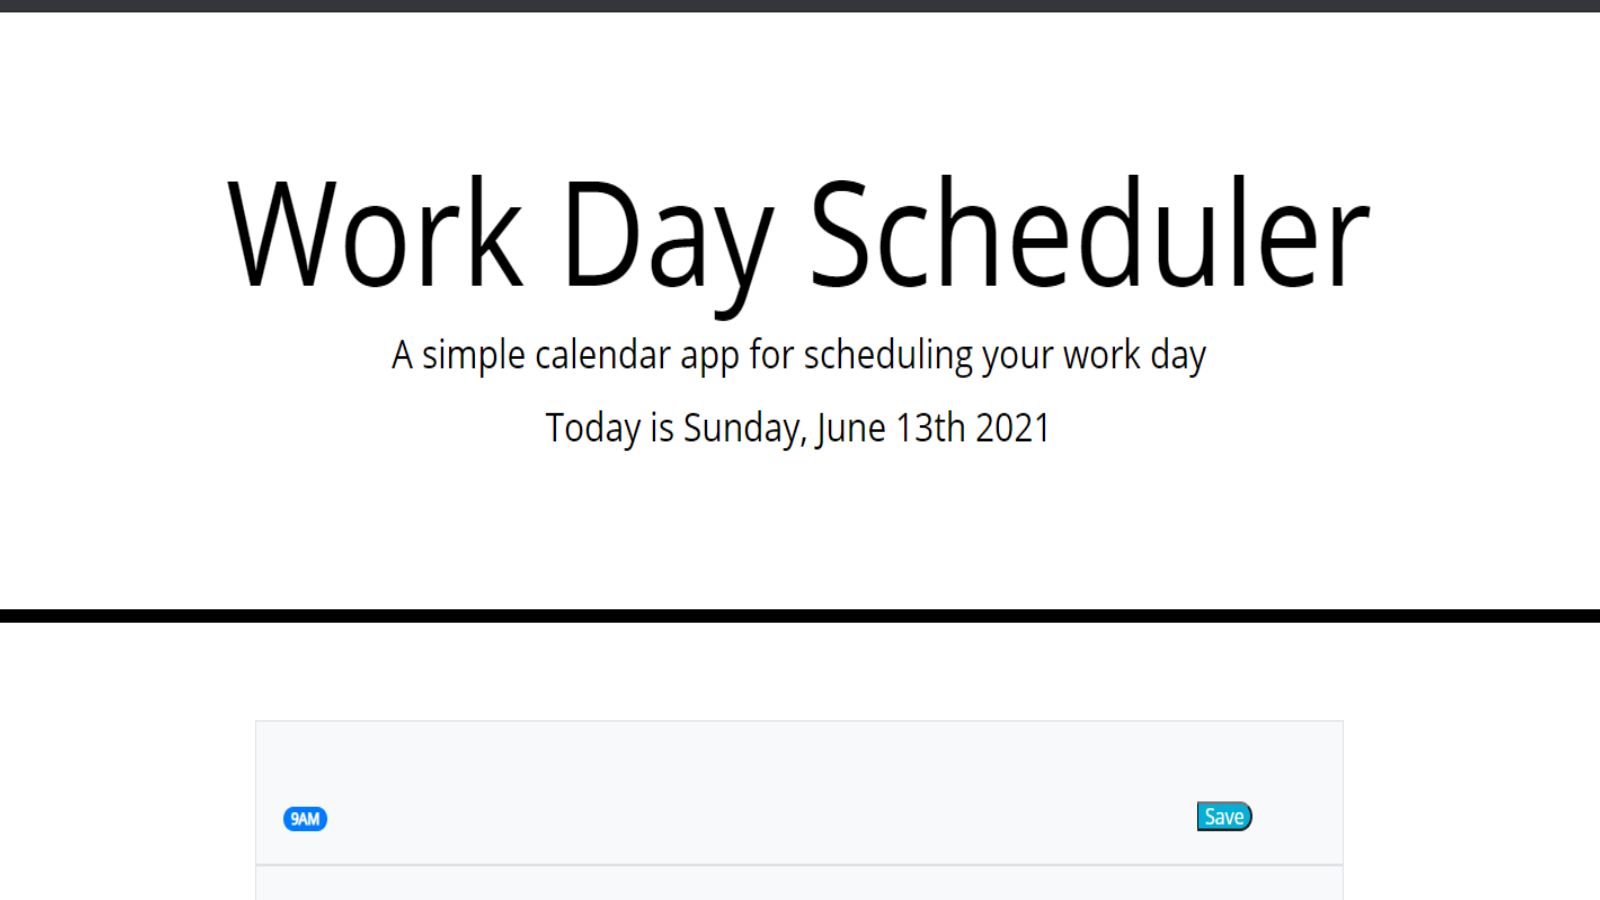 Work Day Scheduler
A simple calendar app for scheduling your work day
Today is Sunday, June 13th 2021
9AM
Save